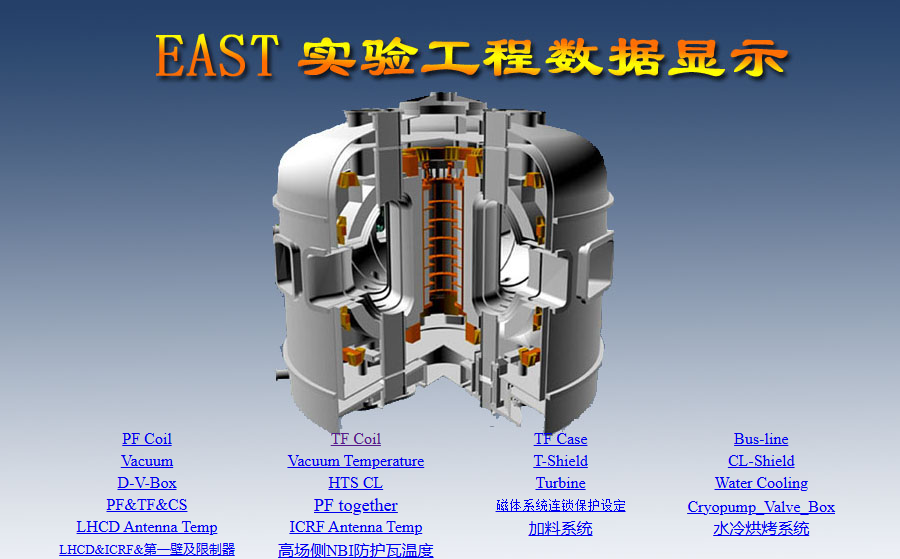 EAST 实验工程数据显示
PF Coil TF Coil TF Case Bus-line
Vacuum Vacuum Temperature T-Shield CL-Shield
D-V-Box HTS CL Turbine Water Cooling
PF&TF&CS PF together 磁体系统连锁保护设定 Cryopump_Valve_Box
LHCD Antenna Temp ICRF Antenna Temp 加料系统 水冷烘烤系统
LHCD&ICRF&第一壁及限制器 高场侧NBI防护瓦温度